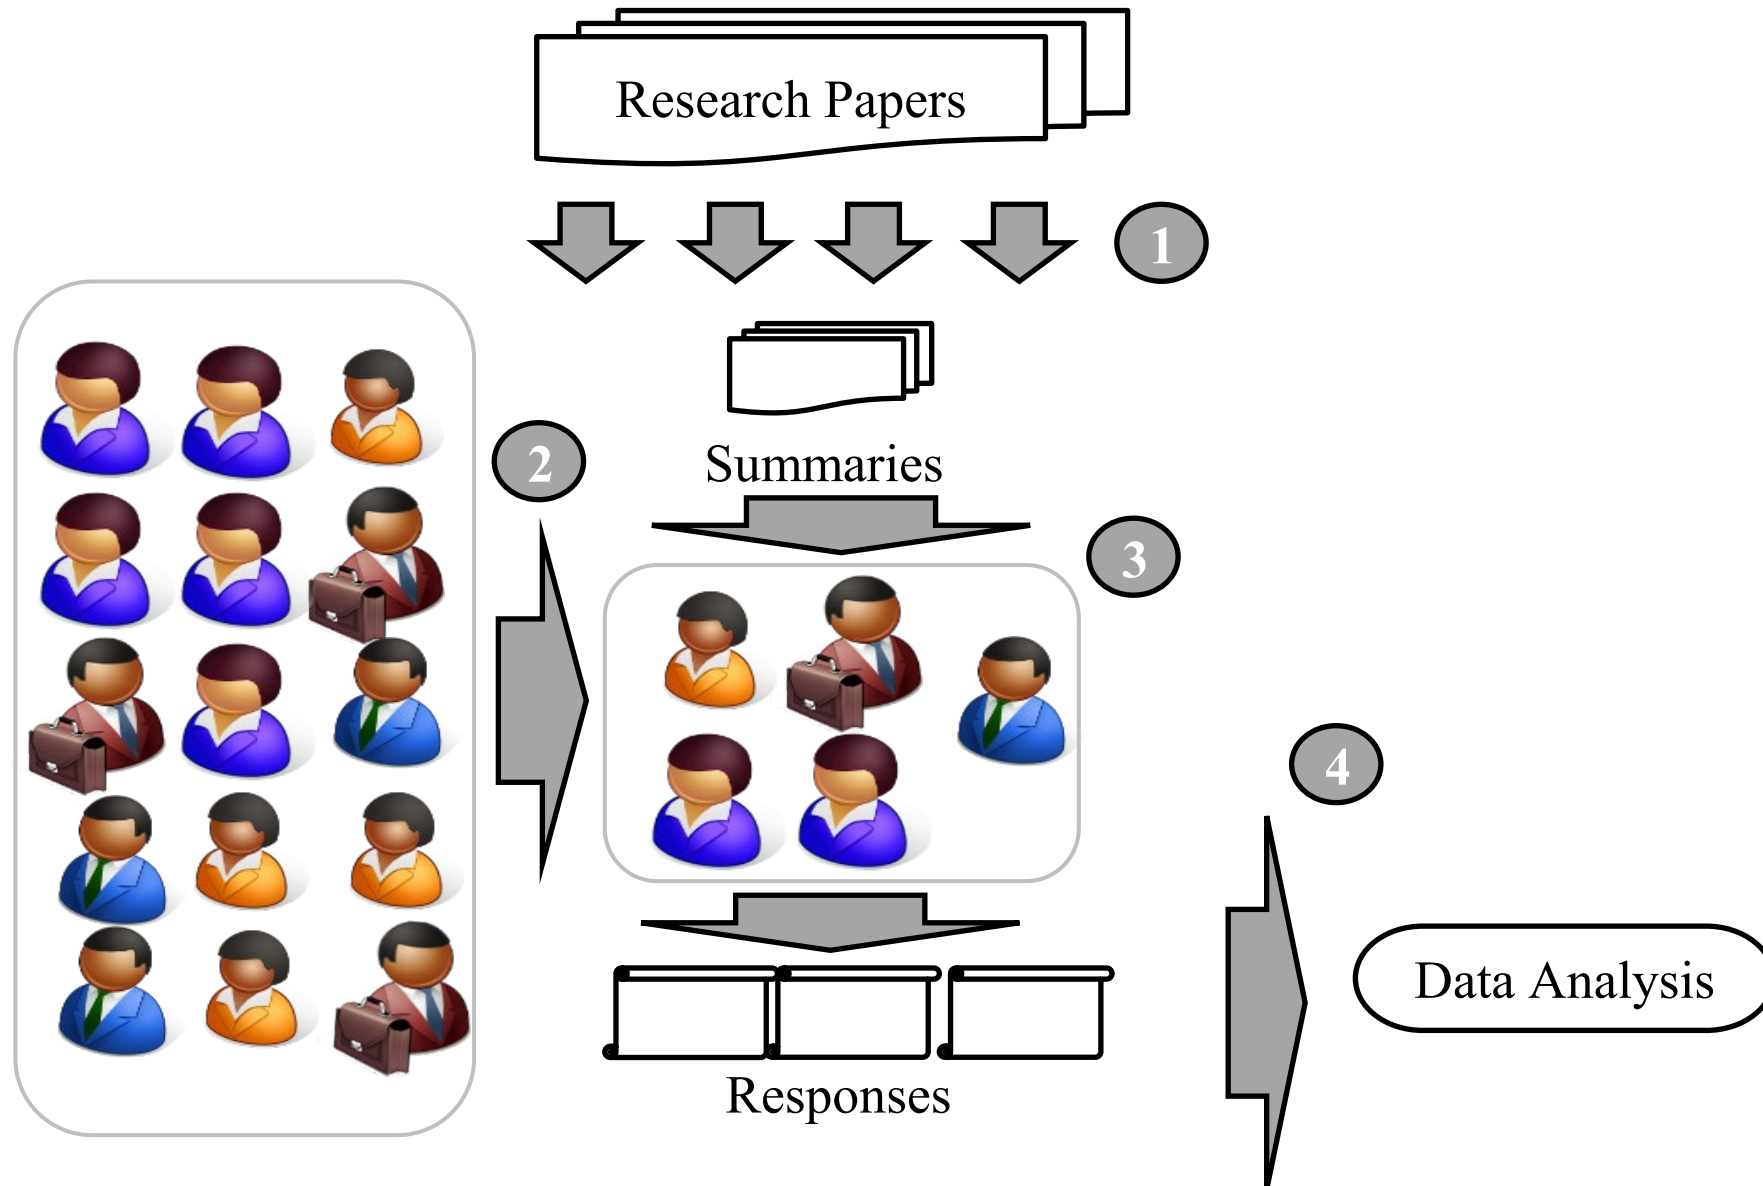 Research Papers
1
2
Summaries
3
4
Data Analysis
Responses